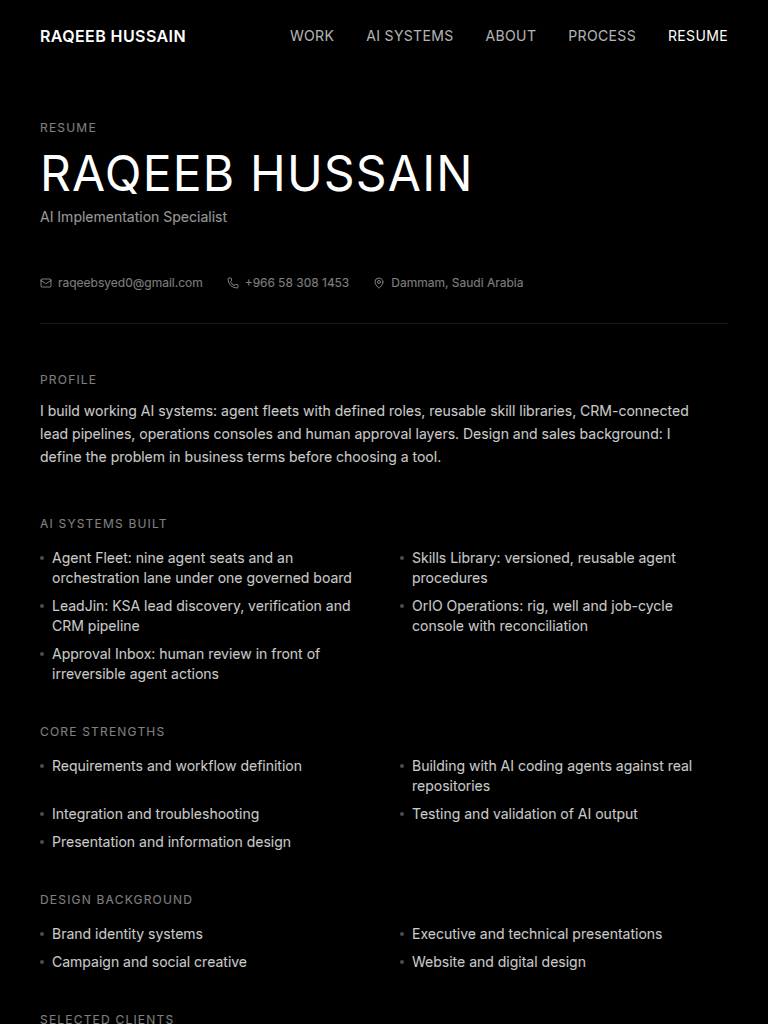 RAQEEB HUSSAIN
WORK AI SYSTEMS ABOUT PROCESS RESUME
RESUME
RAQEEB HUSSAIN
AI Implementation Specialist
raqeebsyed0@gmail.com +966 58 308 1453 Dammam, Saudi Arabia
PROFILE
I build working AI systems: agent fleets with defined roles, reusable skill libraries, CRM-connected
lead pipelines, operations consoles and human approval layers. Design and sales background: I
define the problem in business terms before choosing a tool.
AI SYSTEMS BUILT
Agent Fleet: nine agent seats and an
orchestration lane under one governed board
Skills Library: versioned, reusable agent
procedures
LeadJin: KSA lead discovery, verification and
CRM pipeline
OrIO Operations: rig, well and job-cycle
console with reconciliation
Approval Inbox: human review in front of
irreversible agent actions
CORE STRENGTHS
Requirements and workflow definition
Building with AI coding agents against real
repositories
Integration and troubleshooting
Testing and validation of AI output
Presentation and information design
DESIGN BACKGROUND
Brand identity systems
Executive and technical presentations
Campaign and social creative
Website and digital design
SELECTED CLIENTS